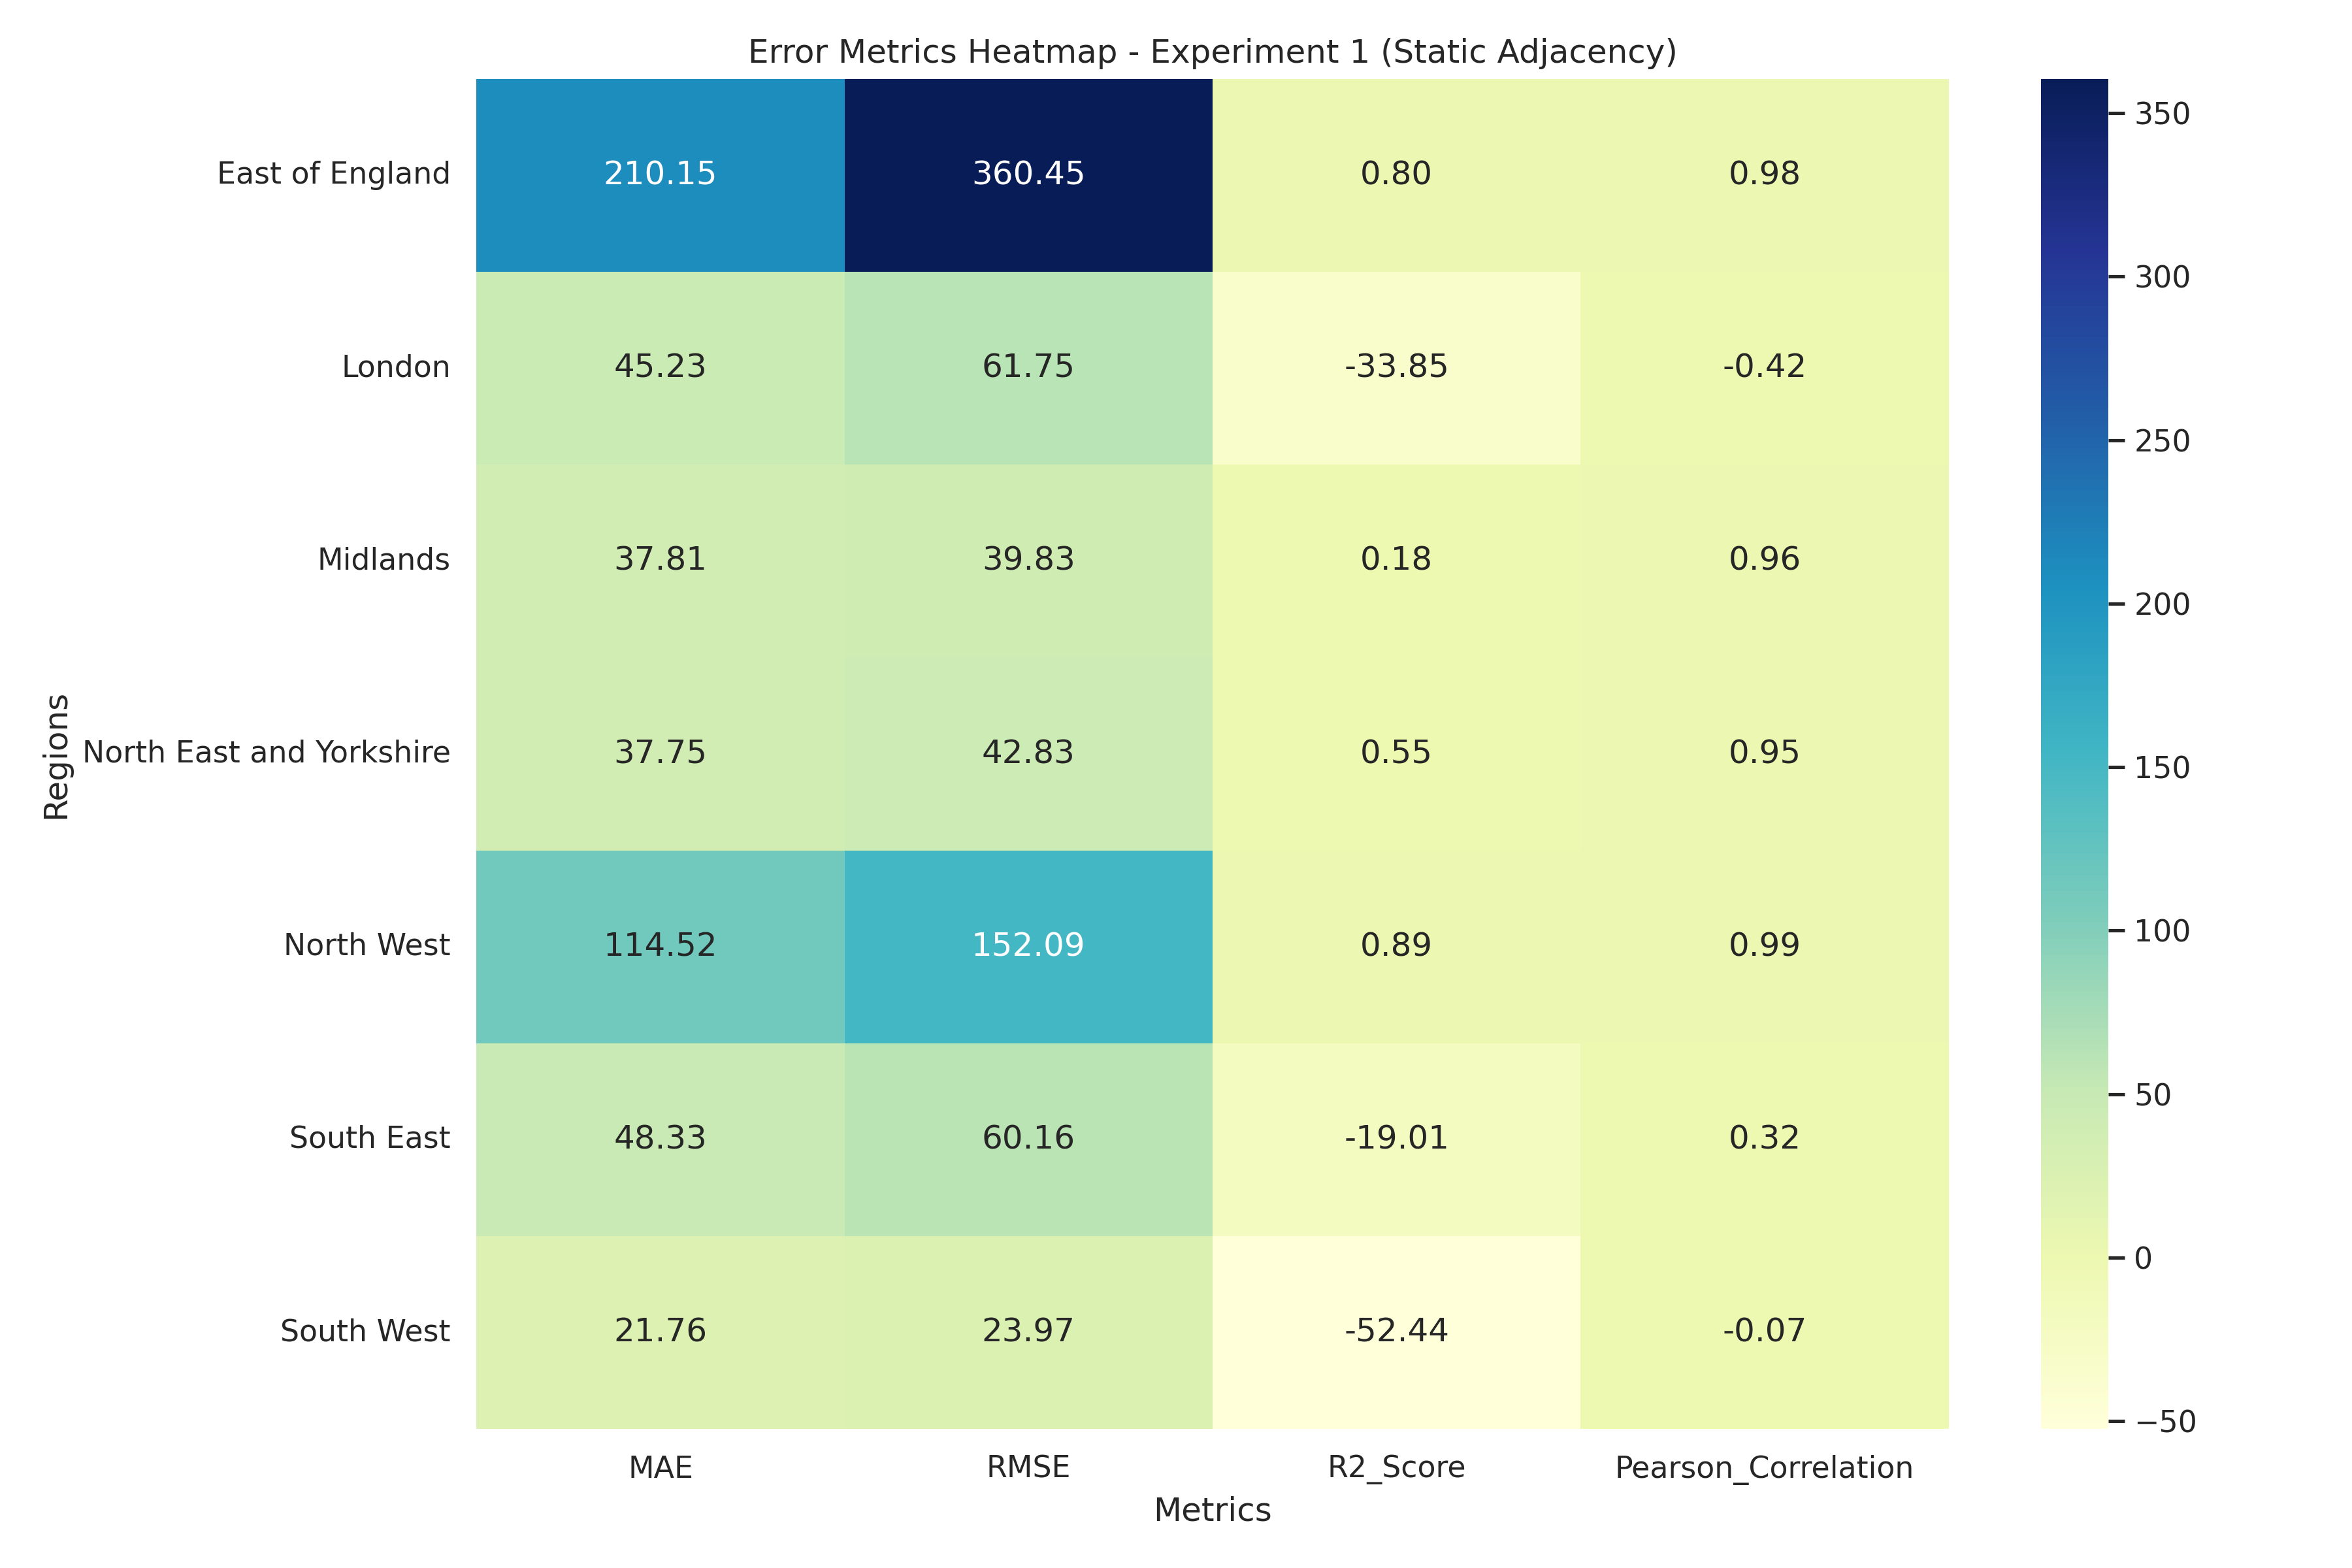 Error Metrics Heatmap - Experiment 1 (Static Adjacency)
Regions
East of England 210.15 360.45 0.80 0.98
London 45.23 61.75 -33.85 -0.42
Midlands 37.81 39.83 0.18 0.96
North East and Yorkshire 37.75 42.83 0.55 0.95
North West 114.52 152.09 0.89 0.99
South East 48.33 60.16 -19.01 0.32
South West 21.76 23.97 -52.44 -0.07
MAE RMSE R2_Score Pearson_Correlation
Metrics
350
300
250
200
150
100
50
0
−50